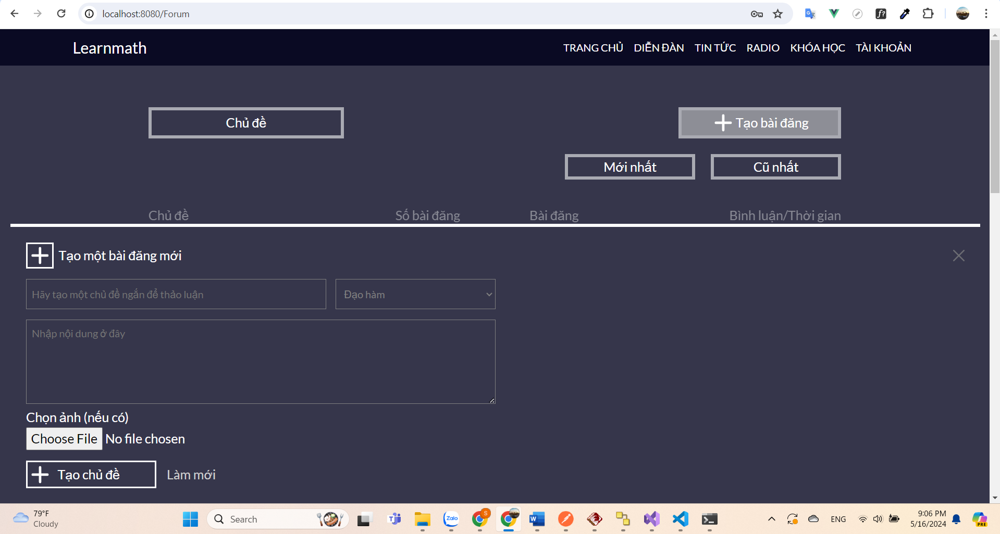 localhost:8080/Forum
Learnmath
TRANG CHỦ DIỄN ĐÀN TIN TỨC RADIO KHÓA HỌC TÀI KHOẢN
Chủ đề
Tạo bài đăng
Mới nhất Cũ nhất
Chủ đề Số bài đăng Bài đăng Bình luận/Thời gian
Tạo một bài đăng mới
Hãy tạo một chủ đề ngắn để thảo luận Đạo hàm
Nhập nội dung ở đây
Chọn ảnh (nếu có)
Choose File No file chosen
Tạo chủ đề Làm mới
79°F
Cloudy
Search
Zalo
ENG
9:06 PM
5/16/2024
PRE